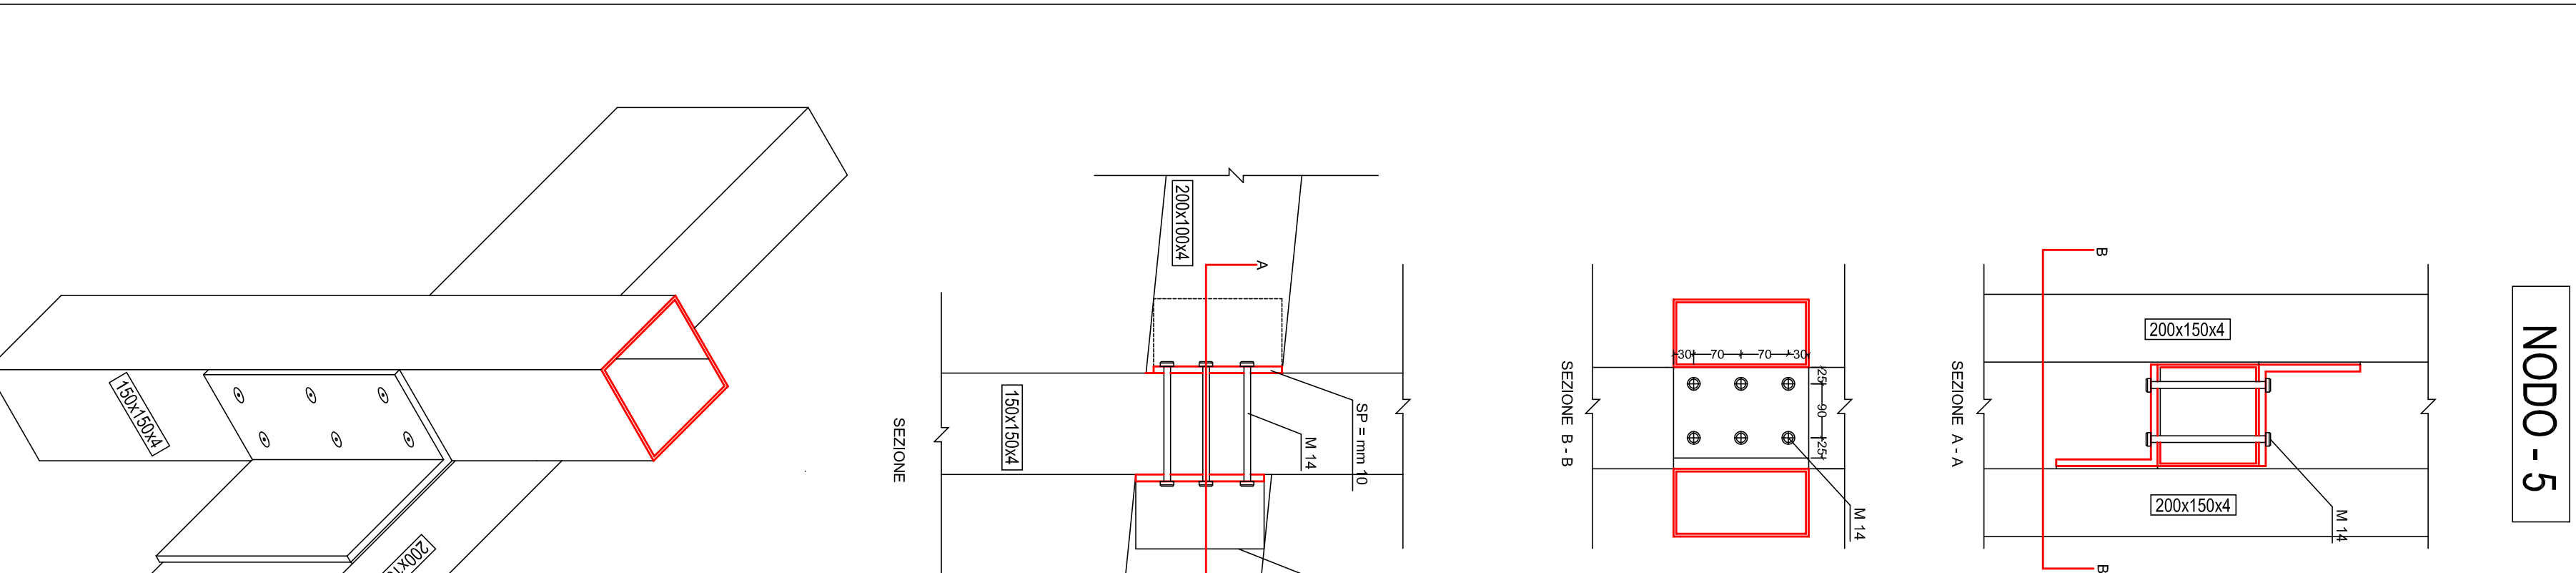 NODO - 5
B
200x150x4
200x150x4
M 14
B
SEZIONE A - A
30 70 70 30
25 90 25
M 14
SEZIONE B - B
200x100x4
A
150x150x4
M 14
SP = mm 10
SEZIONE
150x150x4